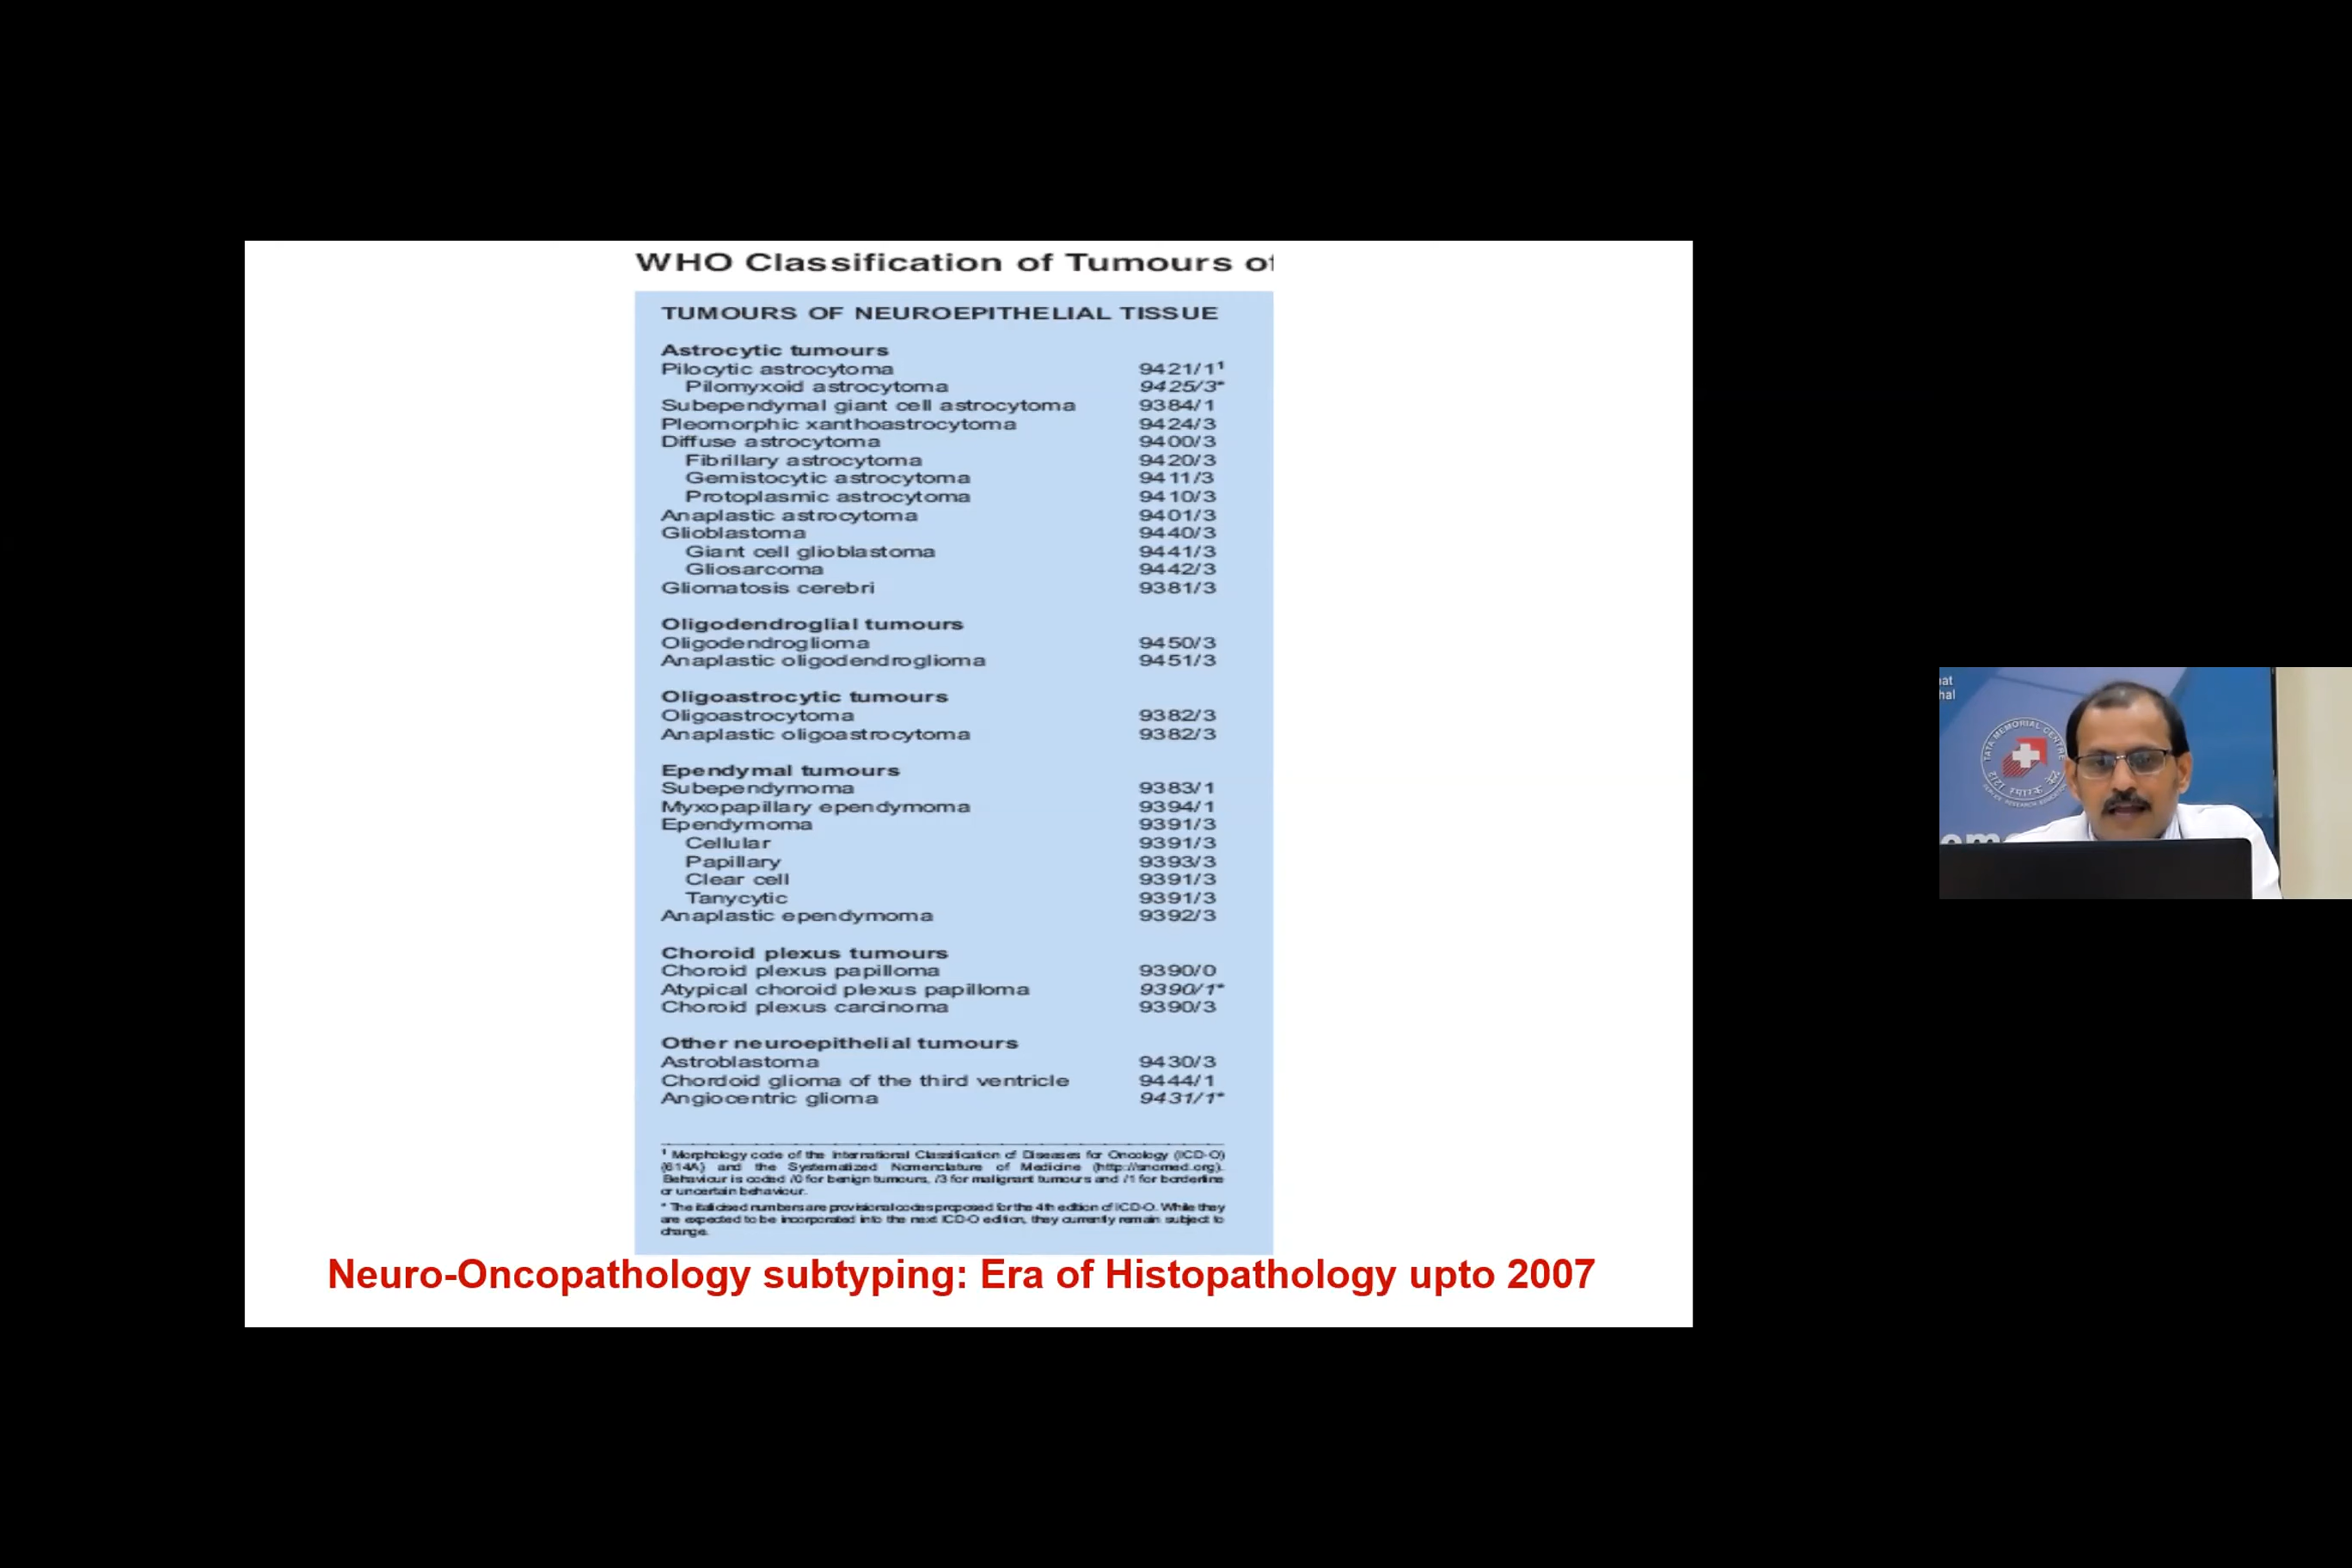 WHO Classification of Tumours of
TUMOURS OF NEUROEPITHELIAL TISSUE
Astrocytic tumours
Pilocytic astrocytoma 9421/1¹
Pilomyxoid astrocytoma 9425/3*
Subependymal giant cell astrocytoma 9384/1
Pleomorphic xanthoastrocytoma 9424/3
Diffuse astrocytoma 9400/3
Fibrillary astrocytoma 9420/3
Gemistocytic astrocytoma 9411/3
Protoplasmic astrocytoma 9410/3
Anaplastic astrocytoma 9401/3
Glioblastoma 9440/3
Giant cell glioblastoma 9441/3
Gliosarcoma 9442/3
Gliomatosis cerebri 9381/3
Oligodendroglial tumours
Oligodendroglioma 9450/3
Anaplastic oligodendroglioma 9451/3
Oligoastrocytic tumours
Oligoastrocytoma 9382/3
Anaplastic oligoastrocytoma 9382/3
Ependymal tumours
Subependymoma 9383/1
Myxopapillary ependymoma 9394/1
Ependymoma 9391/3
Cellular 9391/3
Papillary 9393/3
Clear cell 9391/3
Tanycytic 9391/3
Anaplastic ependymoma 9392/3
Choroid plexus tumours
Choroid plexus papilloma 9390/0
Atypical choroid plexus papilloma 9390/1*
Choroid plexus carcinoma 9390/3
Other neuroepithelial tumours
Astroblastoma 9430/3
Chordoid glioma of the third ventricle 9444/1
Angiocentric glioma 9431/1*
¹ Morphology code of the International Classification of Diseases for Oncology (ICD-O)
{614A} and the Systematized Nomenclature of Medicine (http://snomed.org).
Behaviour is coded /0 for benign tumours, /3 for malignant tumours and /1 for borderline
or uncertain behaviour.
* The italicised numbers are provisional codes proposed for the 4th edition of ICD-O. While they
are expected to be incorporated into the next ICD-O edition, they currently remain subject to
change.
Neuro-Oncopathology subtyping: Era of Histopathology upto 2007
TATA MEMORIAL CENTRE